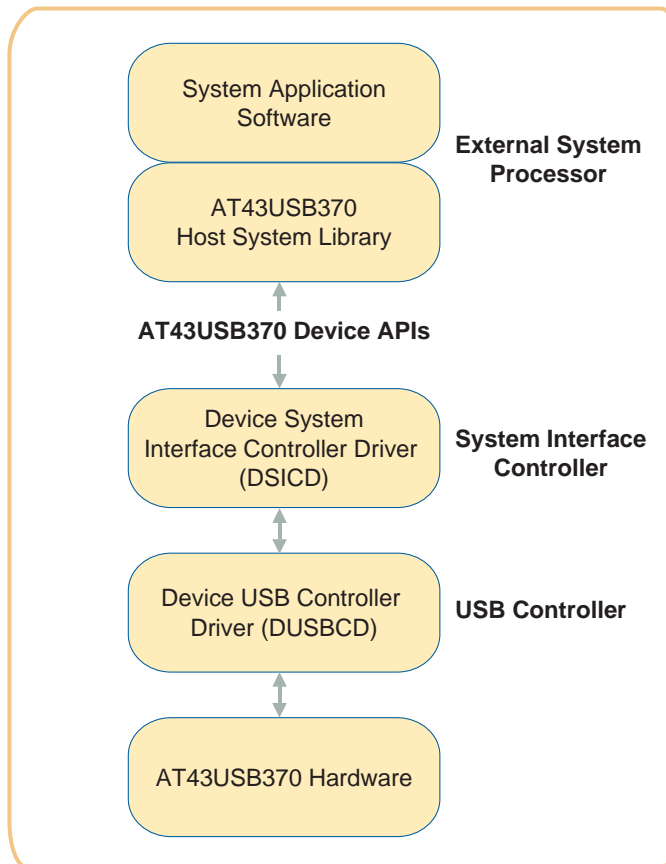 System Application
Software
External System
Processor
AT43USB370
Host System Library
AT43USB370 Device APIs
Device System
Interface Controller Driver
(DSICD)
System Interface
Controller
Device USB Controller
Driver (DUSBCD)
USB Controller
AT43USB370 Hardware